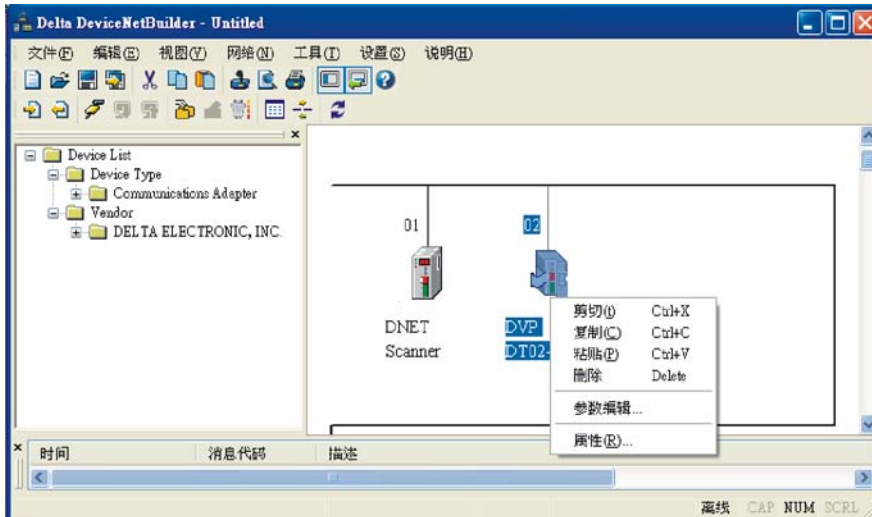 Delta DeviceNetBuilder - Untitled
文件(F) 编辑(E) 视图(V) 网络(N) 工具(T) 设置(S) 说明(H)
Device List
Device Type
Communications Adapter
Vendor
DELTA ELECTRONIC, INC.
01
02
DNET
Scanner
DVP
DT02-
剪切(t) Ctrl+X
复制(C) Ctrl+C
粘贴(P) Ctrl+V
删除 Delete
参数编辑...
属性(R)...
时间 消息代码 描述
离线 CAP NUM SCRL